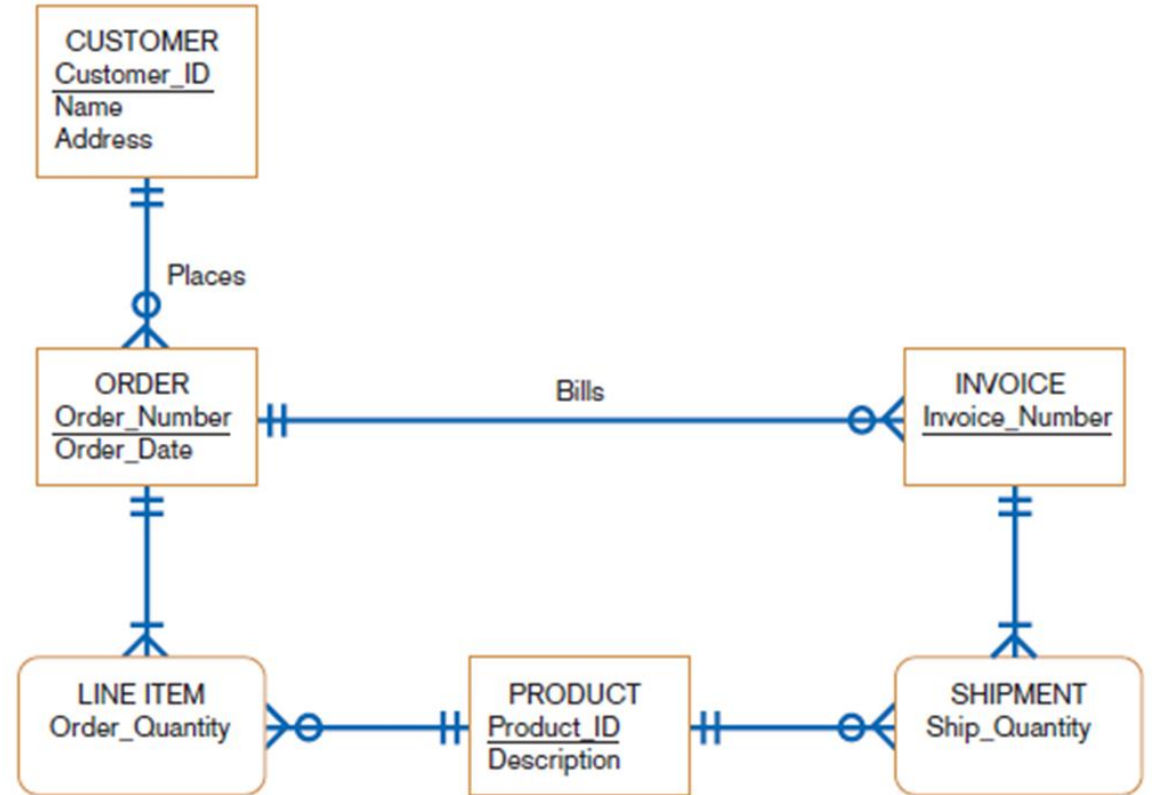 CUSTOMER
Customer_ID
Name
Address
Places
ORDER
Order_Number
Order_Date
Bills
INVOICE
Invoice_Number
LINE ITEM
Order_Quantity
PRODUCT
Product_ID
Description
SHIPMENT
Ship_Quantity